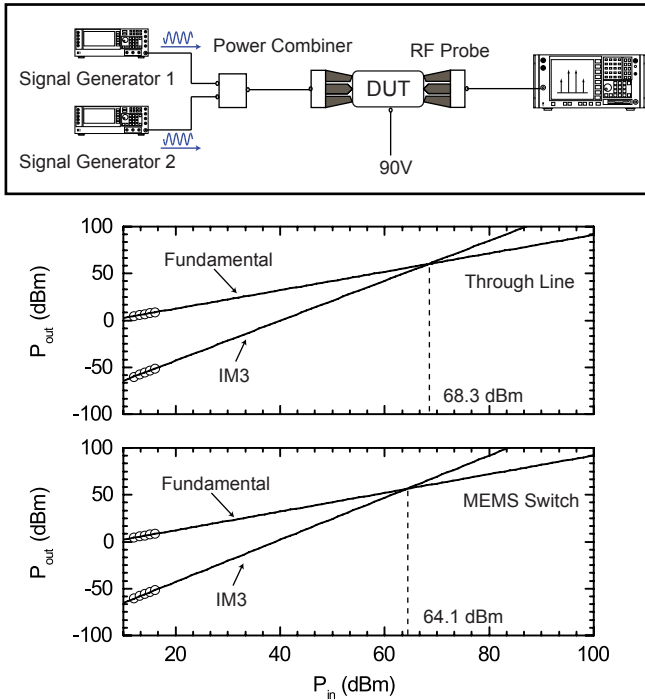 Signal Generator 1
Power Combiner
RF Probe
DUT
Signal Generator 2
90V
100
50
0
-50
-100
P_out (dBm)
Fundamental
IM3
Through Line
68.3 dBm
100
50
0
-50
-100
P_out (dBm)
Fundamental
IM3
MEMS Switch
64.1 dBm
20 40 60 80 100
P_in (dBm)